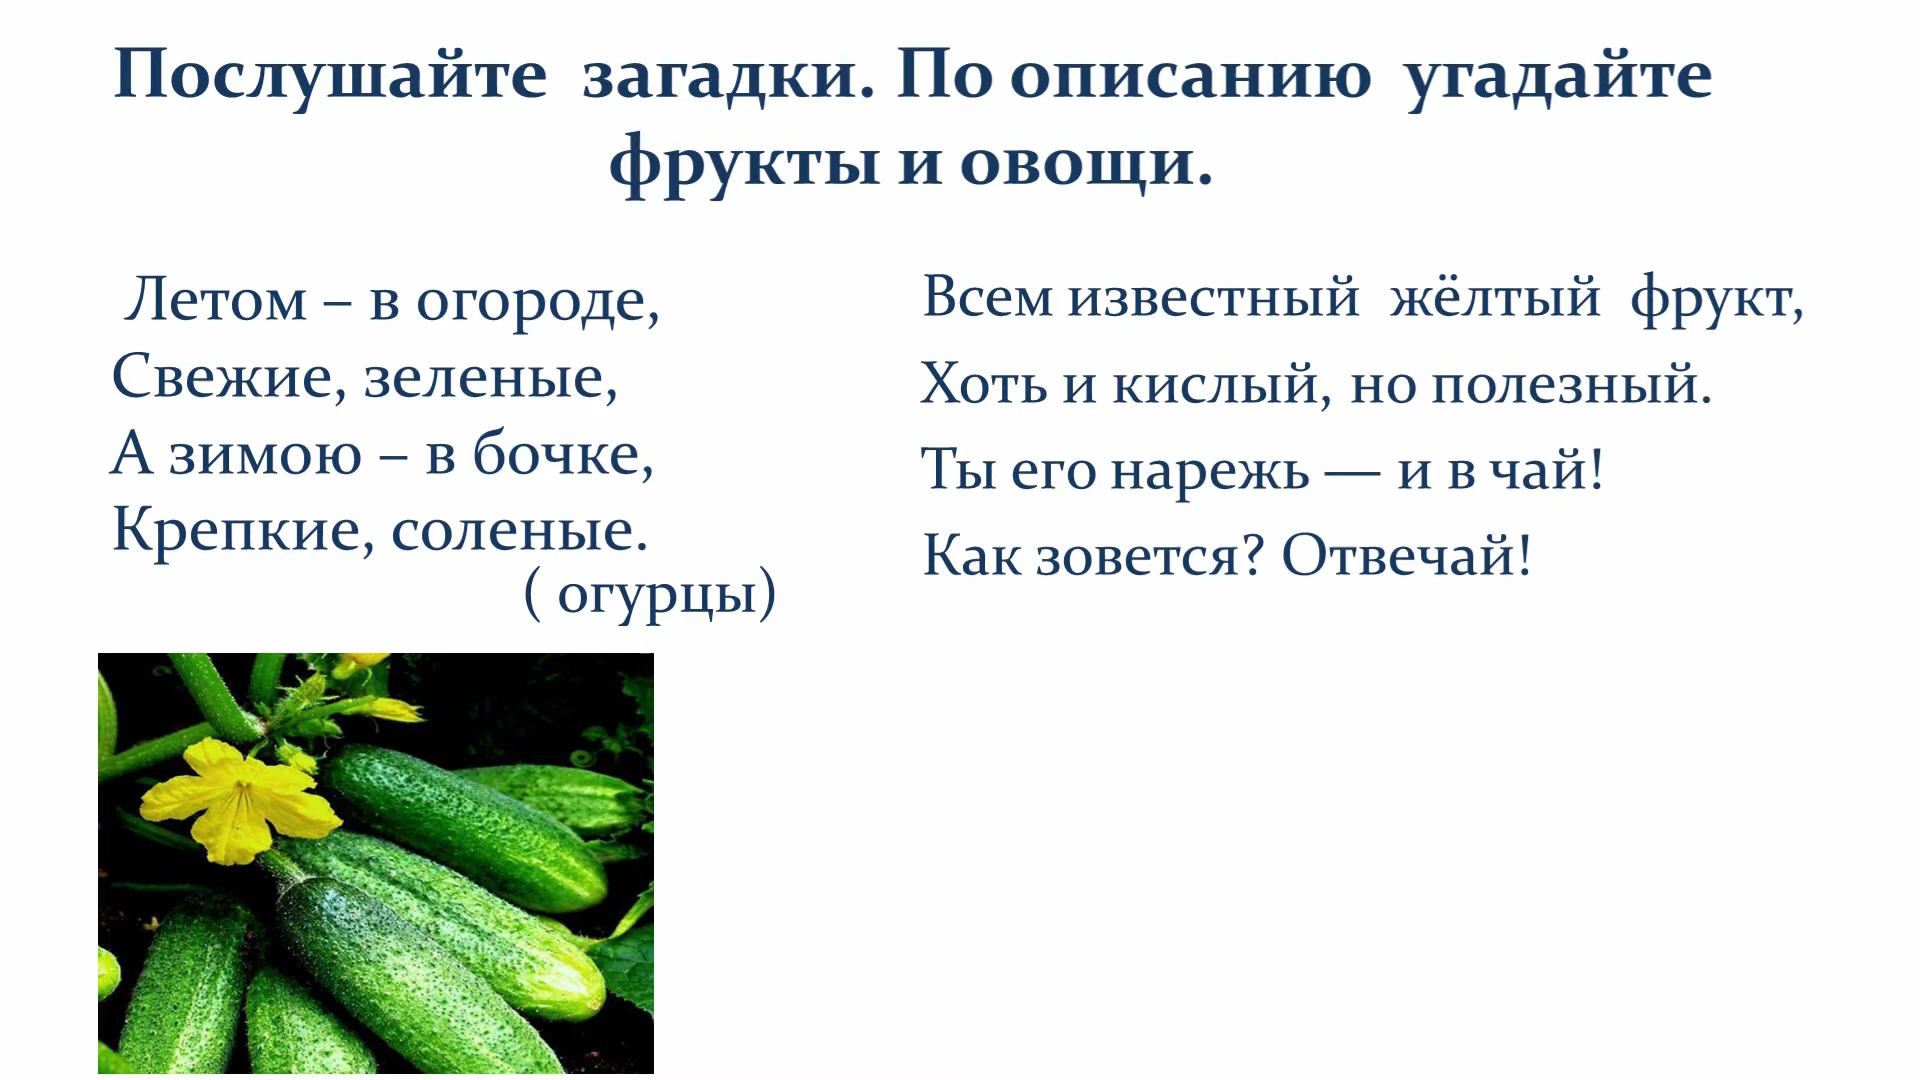 Послушайте загадки. По описанию угадайте
фрукты и овощи.
Летом – в огороде,
Свежие, зеленые,
А зимою – в бочке,
Крепкие, соленые.
( огурцы)
Всем известный жёлтый фрукт,
Хоть и кислый, но полезный.
Ты его нарежь — и в чай!
Как зовется? Отвечай!